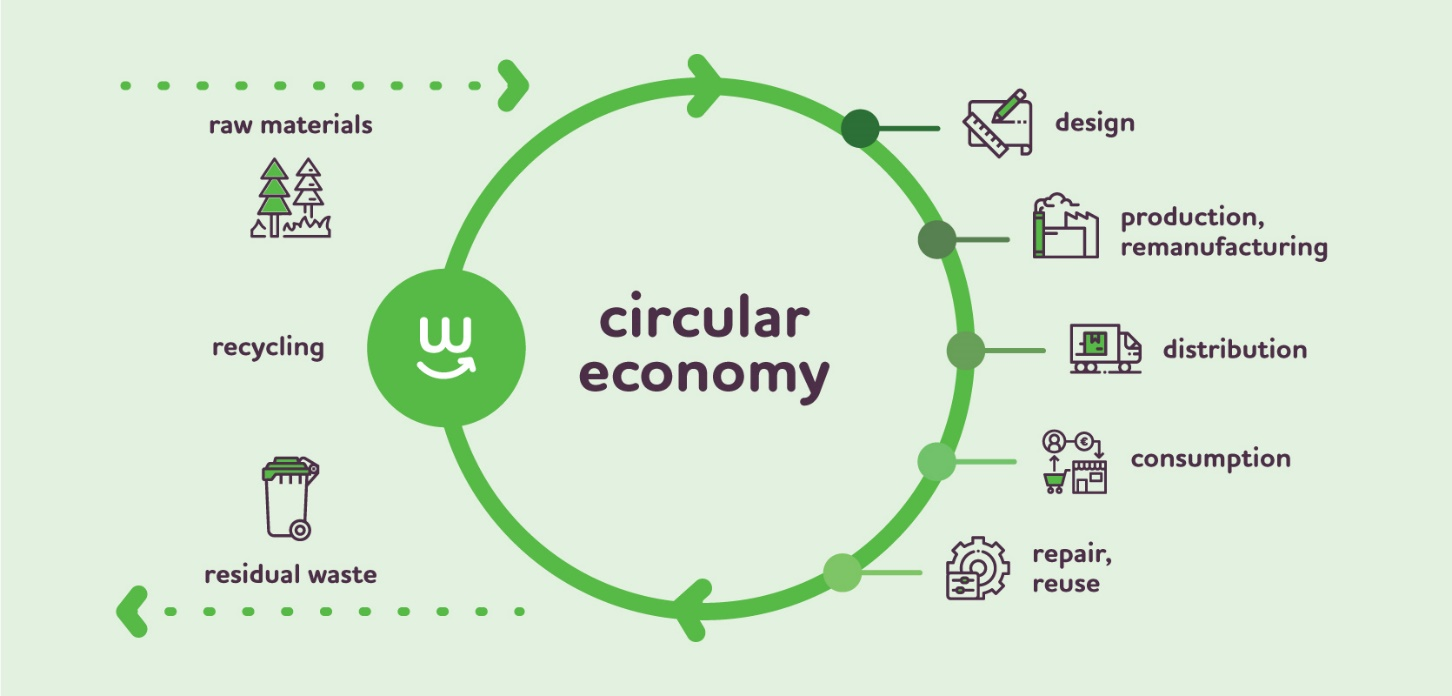 raw materials
recycling
residual waste
w
circular
economy
design
production,
remanufacturing
distribution
consumption
€
repair,
reuse